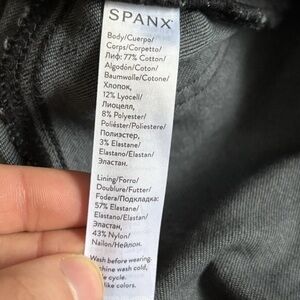 SPANX®
Body/Cuerpo/
Corps/Corpetto/
Лиф: 77% Cotton/
Algodón/Coton/
Baumwolle/Cotone/
Хлопок,
12% Lyocell/
Лиоцелл,
8% Polyester/
Poliéster/Poliestere/
Полиэстер,
3% Elastane/
Elastano/Elastan/
Эластан.
Lining/Forro/
Doublure/Futter/
Fodera/Подкладка:
57% Elastane/
Elastano/Elastan/
Эластан,
43% Nylon/
Nailon/Нейлон.
Wash before wearing.
machine wash cold,
cycle.
like colors.